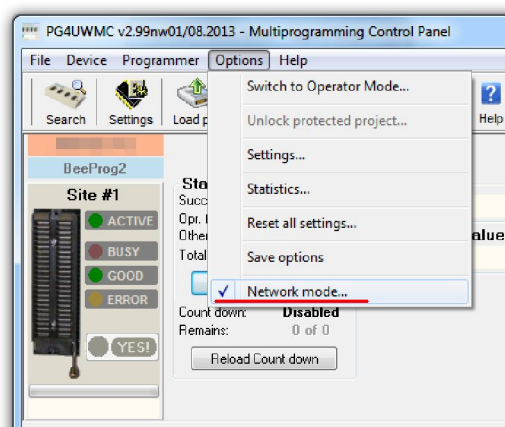 PG4UWMC v2.99nw01/08.2013 - Multiprogramming Control Panel
File Device Programmer Options Help
Search Settings Load p Help
Switch to Operator Mode...
Unlock protected project...
Settings...
Statistics...
Reset all settings...
Save options
Network mode...
BeeProg2
Site #1
ACTIVE
BUSY
GOOD
ERROR
YES!
Sta
Succ
Opr.
Other
Total
alue
Count down: Disabled
Remains: 0 of 0
Reload Count down